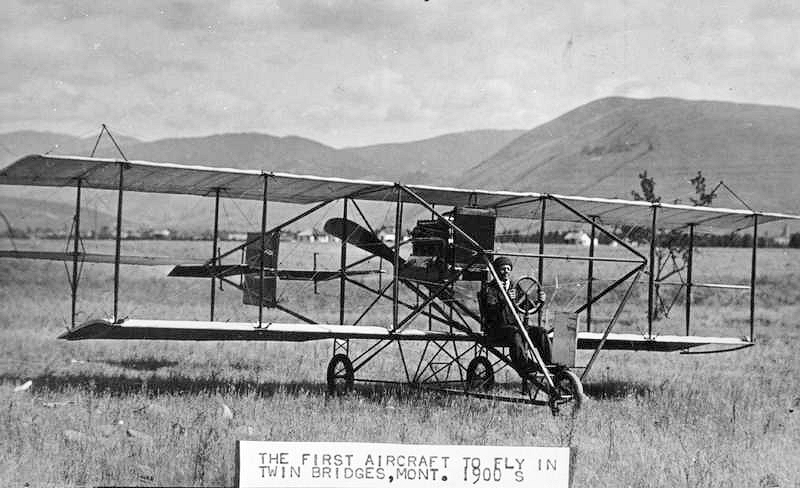 THE FIRST AIRCRAFT TO FLY IN
TWIN BRIDGES,MONT. 1900'S